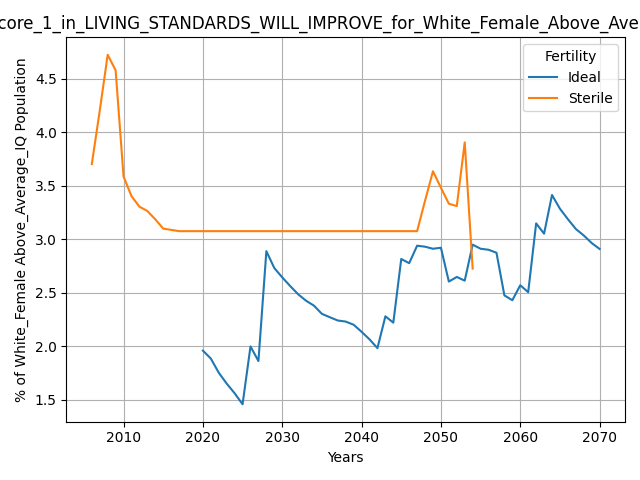 core_1_in_LIVING_STANDARDS_WILL_IMPROVE_for_White_Female_Above_Ave
% of White_Female Above_Average_IQ Population
4.5
4.0
3.5
3.0
2.5
2.0
1.5
Fertility
Ideal
Sterile
2010 2020 2030 2040 2050 2060 2070
Years